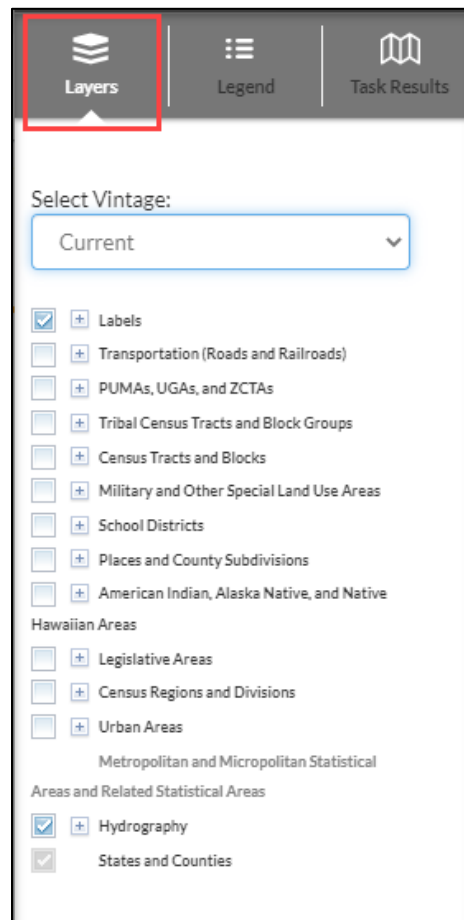 Layers
Legend
Task Results
Select Vintage:
Current
Labels
Transportation (Roads and Railroads)
PUMAs, UGAs, and ZCTAs
Tribal Census Tracts and Block Groups
Census Tracts and Blocks
Military and Other Special Land Use Areas
School Districts
Places and County Subdivisions
American Indian, Alaska Native, and Native
Hawaiian Areas
Legislative Areas
Census Regions and Divisions
Urban Areas
Metropolitan and Micropolitan Statistical
Areas and Related Statistical Areas
Hydrography
States and Counties